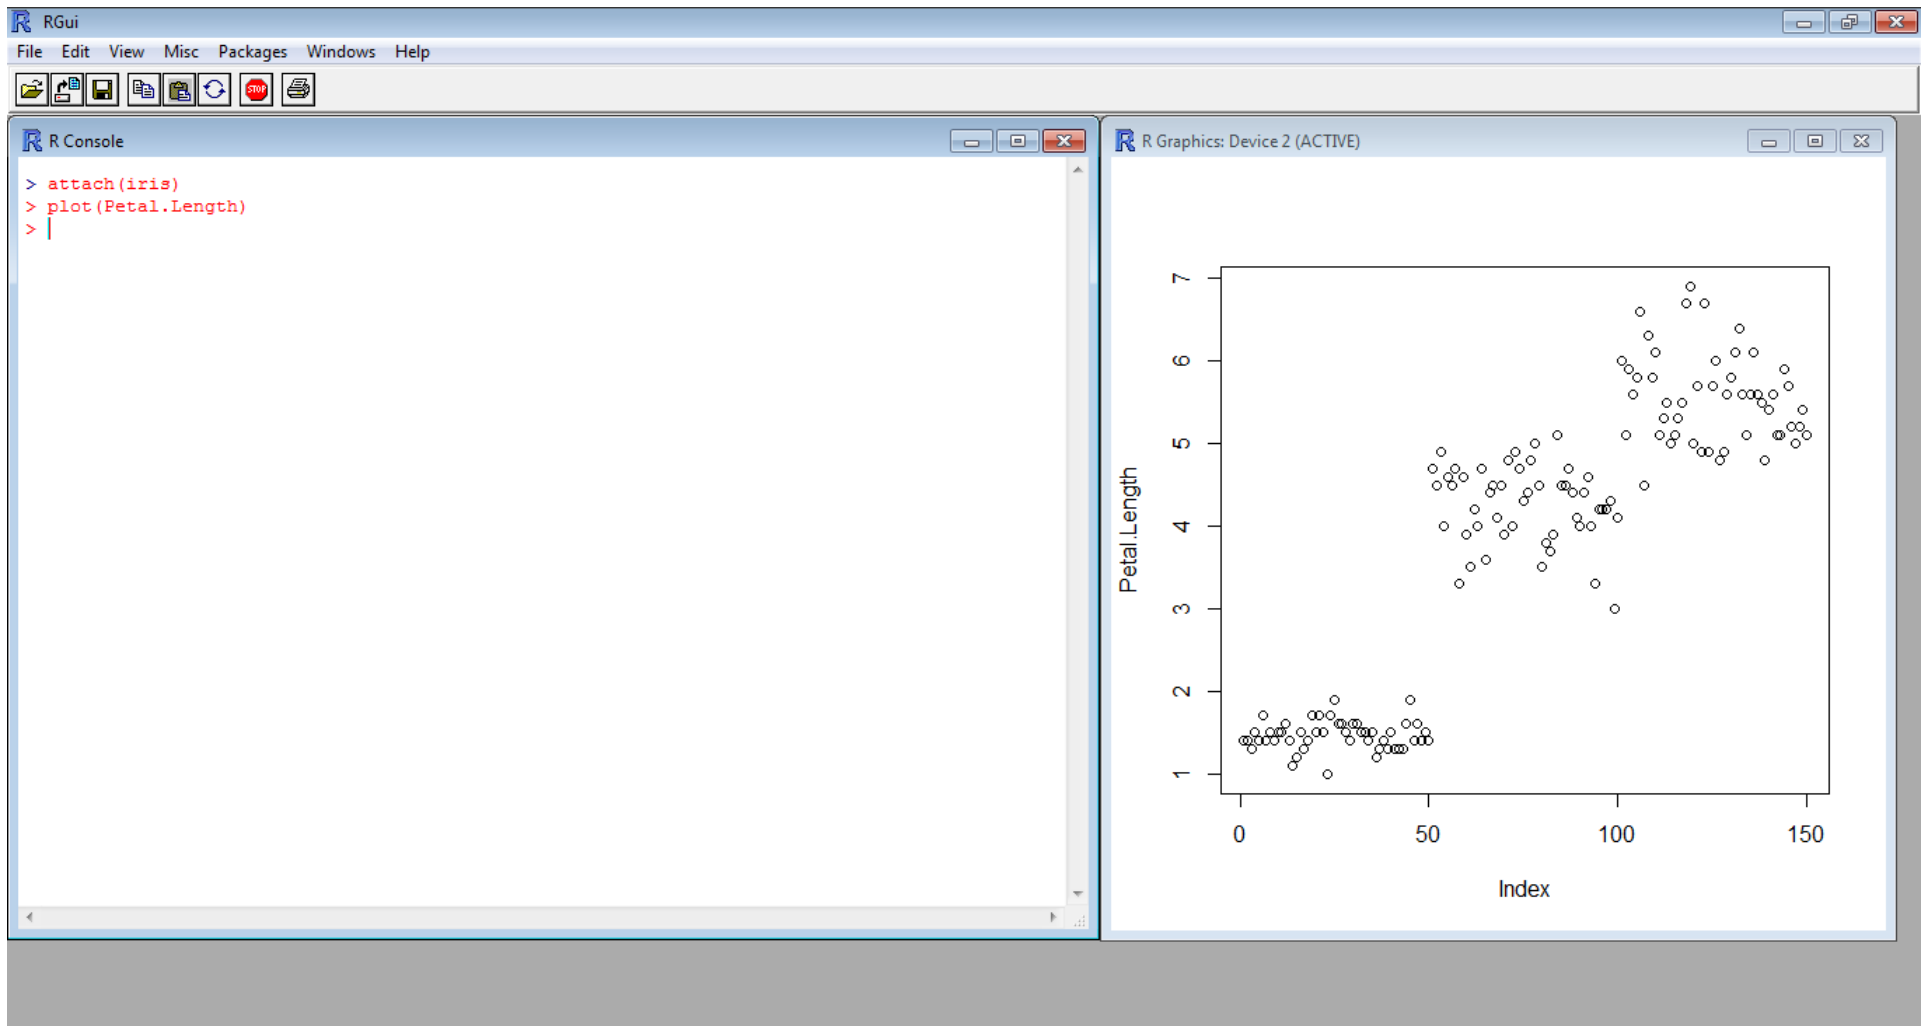 RGui
File Edit View Misc Packages Windows Help
STOP
R Console
> attach(iris)
> plot(Petal.Length)
>
R Graphics: Device 2 (ACTIVE)
7
6
5
4
3
2
1
Petal.Length
0 50 100 150
Index